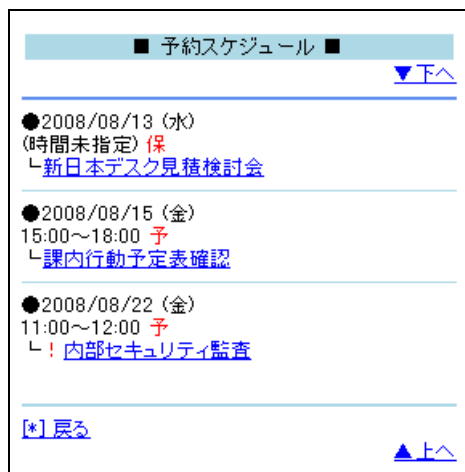 ■ 予約スケジュール ■
▼下へ
●2008/08/13 (水)
(時間未指定) 保
└新日本デスク見積検討会
●2008/08/15 (金)
15:00～18:00 予
└課内行動予定表確認
●2008/08/22 (金)
11:00～12:00 予
└ ! 内部セキュリティ監査
[*] 戻る
▲上へ